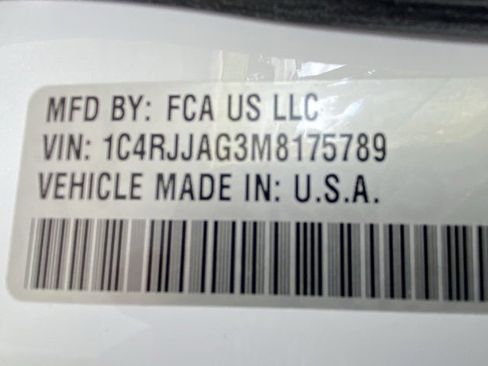 MFD BY: FCA US LLC
VIN: 1C4RJJAG3M8175789
VEHICLE MADE IN: U.S.A.